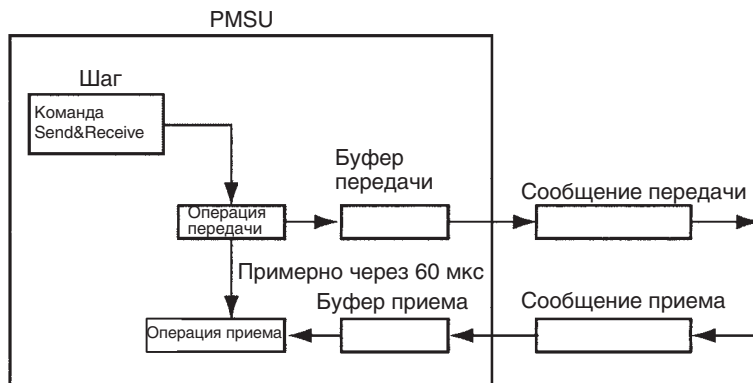 PMSU
Шаг
Команда
Send&Receive
Буфер
передачи
Сообщение передачи
Операция
передачи
Примерно через 60 мкс
Буфер приема
Сообщение приема
Операция приема